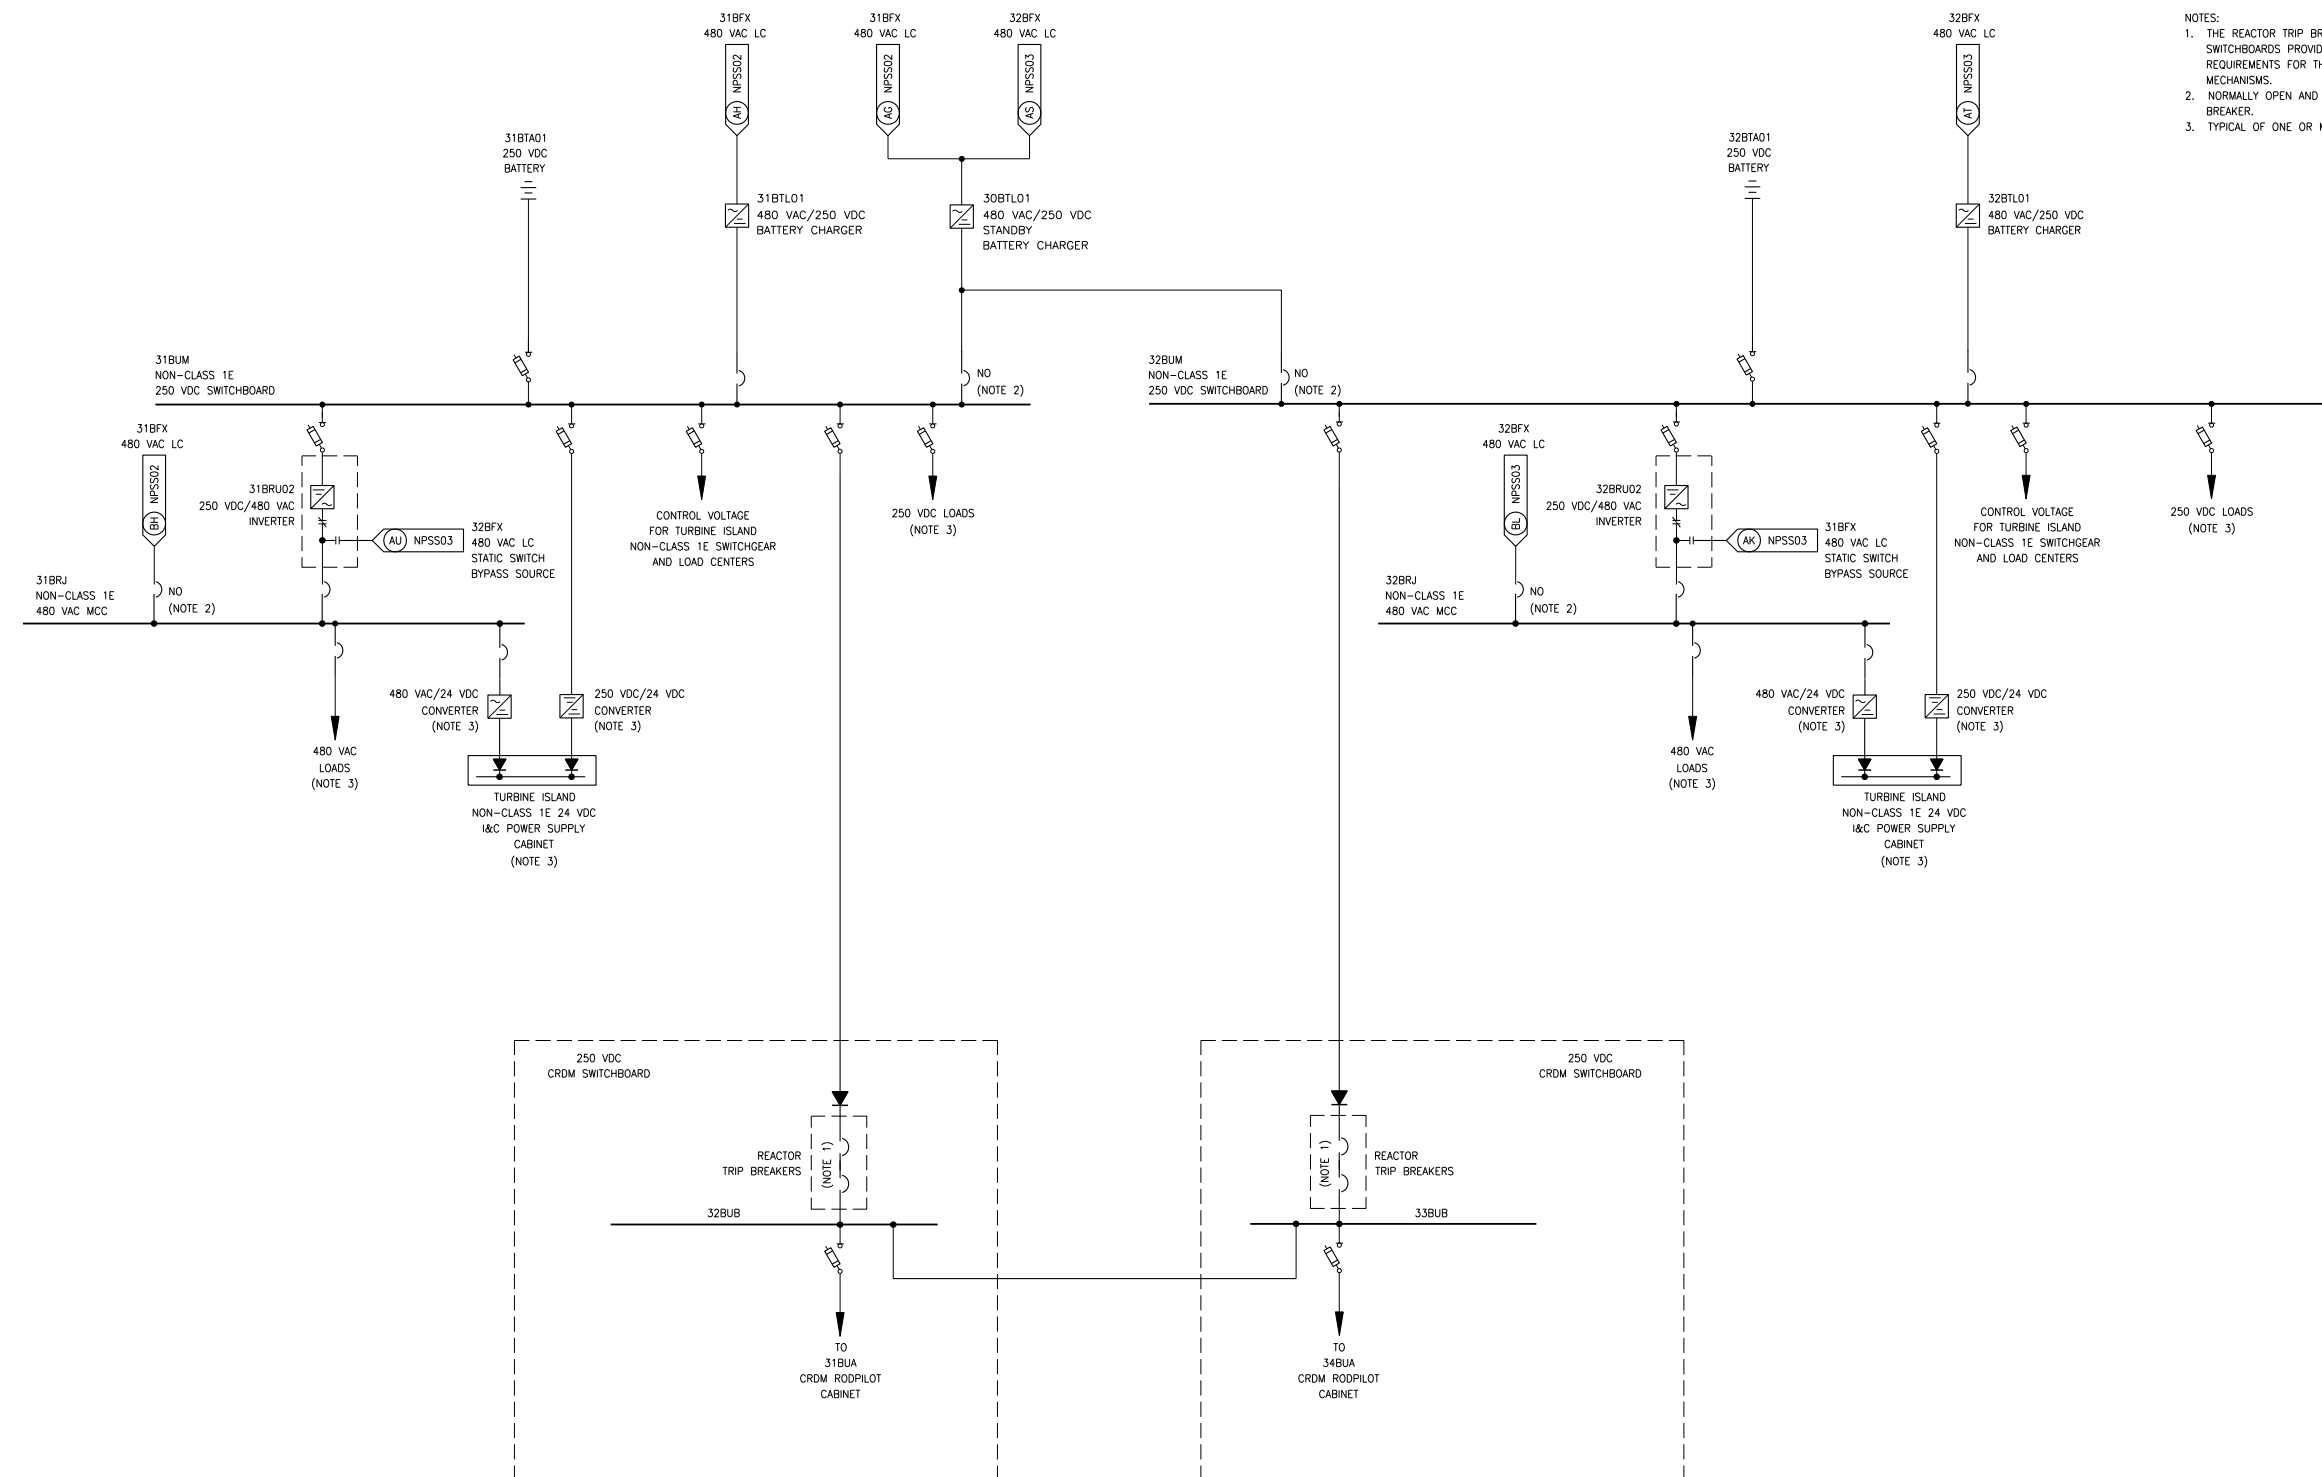 31BFX
480 VAC LC
NPSS02
AH
31BFX
480 VAC LC
NPSS02
AG
32BFX
480 VAC LC
NPSS03
AS
32BFX
480 VAC LC
NPSS03
AT
NOTES:
1. THE REACTOR TRIP
SWITCHBOARDS
REQUIREMENTS FOR
MECHANISMS.
2. NORMALLY OPEN AND
BREAKER.
3. TYPICAL OF ONE OR
31BTA01
250 VDC
BATTERY
31BTL01
480 VAC/250 VDC
BATTERY CHARGER
30BTL01
480 VAC/250 VDC
STANDBY
BATTERY CHARGER
32BTA01
250 VDC
BATTERY
32BTL01
480 VAC/250 VDC
BATTERY CHARGER
31BUM
NON-CLASS 1E
250 VDC SWITCHBOARD
NO
(NOTE 2)
32BUM
NON-CLASS 1E
250 VDC SWITCHBOARD
NO
(NOTE 2)
31BFX
480 VAC LC
NPSS02
BH
31BRU02
250 VDC/480 VAC
INVERTER
AU NPSS03
32BFX
480 VAC LC
STATIC SWITCH
BYPASS SOURCE
CONTROL VOLTAGE
FOR TURBINE ISLAND
NON-CLASS 1E SWITCHGEAR
AND LOAD CENTERS
250 VDC LOADS
(NOTE 3)
31BRJ
NON-CLASS 1E
480 VAC MCC
NO
(NOTE 2)
32BFX
480 VAC LC
NPSS03
BL
32BRU02
250 VDC/480 VAC
INVERTER
AK NPSS03
31BFX
480 VAC LC
STATIC SWITCH
BYPASS SOURCE
CONTROL VOLTAGE
FOR TURBINE ISLAND
NON-CLASS 1E SWITCHGEAR
AND LOAD CENTERS
250 VDC LOADS
(NOTE 3)
32BRJ
NON-CLASS 1E
480 VAC MCC
NO
(NOTE 2)
480 VAC
LOADS
(NOTE 3)
480 VAC/24 VDC
CONVERTER
(NOTE 3)
250 VDC/24 VDC
CONVERTER
(NOTE 3)
TURBINE ISLAND
NON-CLASS 1E 24 VDC
I&C POWER SUPPLY
CABINET
(NOTE 3)
480 VAC
LOADS
(NOTE 3)
480 VAC/24 VDC
CONVERTER
(NOTE 3)
250 VDC/24 VDC
CONVERTER
(NOTE 3)
TURBINE ISLAND
NON-CLASS 1E 24 VDC
I&C POWER SUPPLY
CABINET
(NOTE 3)
250 VDC
CRDM SWITCHBOARD
REACTOR
TRIP BREAKERS
(NOTE 1)
32BUB
TO
31BUA
CRDM RODPILOT
CABINET
250 VDC
CRDM SWITCHBOARD
(NOTE 1)
REACTOR
TRIP BREAKERS
33BUB
TO
34BUA
CRDM RODPILOT
CABINET